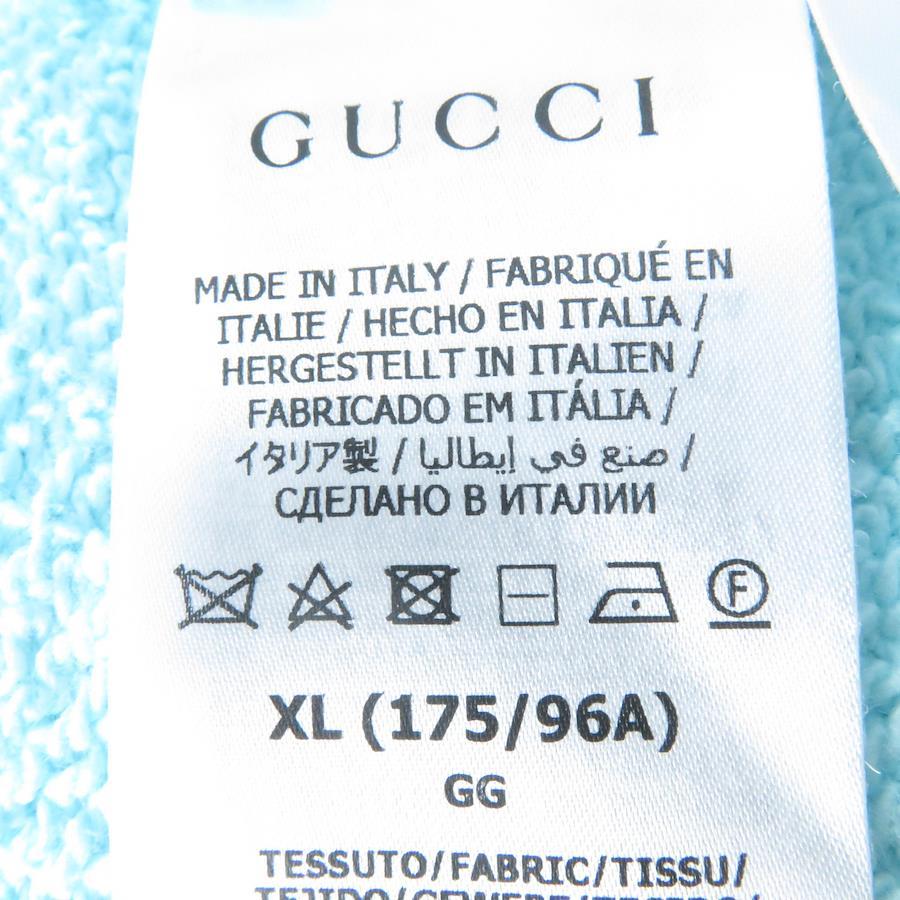 GUCCI
MADE IN ITALY / FABRIQUÉ EN
ITALIE / HECHO EN ITALIA /
HERGESTELLT IN ITALIEN /
FABRICADO EM ITÁLIA /
イタリア製 / صنع في إيطاليا /
СДЕЛАНО В ИТАЛИИ
F
XL (175/96A)
GG
TESSUTO/FABRIC/TISSU/